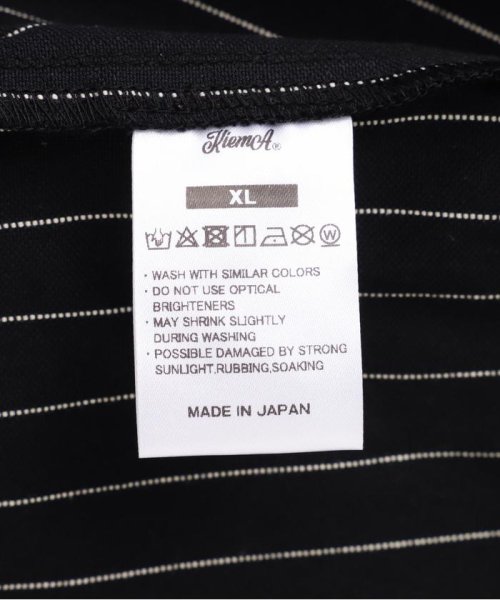 KiemA®
XL
W
· WASH WITH SIMILAR COLORS
· DO NOT USE OPTICAL
BRIGHTENERS
· MAY SHRINK SLIGHTLY
DURING WASHING
· POSSIBLE DAMAGED BY STRONG
SUNLIGHT,RUBBING,SOAKING
MADE IN JAPAN